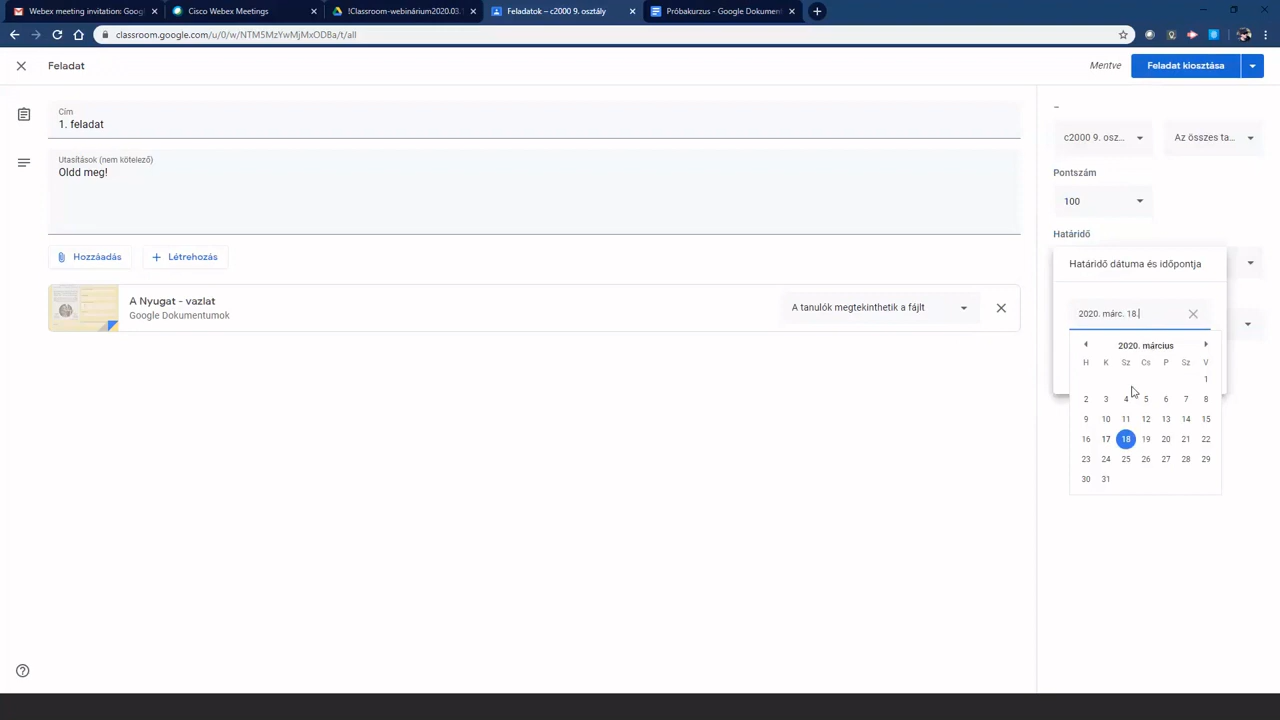 Webex meeting invitation: Goog
Cisco Webex Meetings
!Classroom-webinárium2020.03.1
Feladatok – c2000 9. osztály
Próbakurzus - Google Dokument
classroom.google.com/u/0/w/NTM5MzYwMjMxODBa/t/all
Feladat
Mentve
Feladat kiosztása
Cím
1. feladat
Utasítások (nem kötelező)
Oldd meg!
Hozzáadás
Létrehozás
A Nyugat - vazlat
Google Dokumentumok
A tanulók megtekinthetik a fájlt
–
c2000 9. osz...
Az összes ta...
Pontszám
100
Határidő
Határidő dátuma és időpontja
2020. márc. 18.
2020. március
H K Sz Cs P Sz V
1
2 3 4 5 6 7 8
9 10 11 12 13 14 15
16 17 18 19 20 21 22
23 24 25 26 27 28 29
30 31